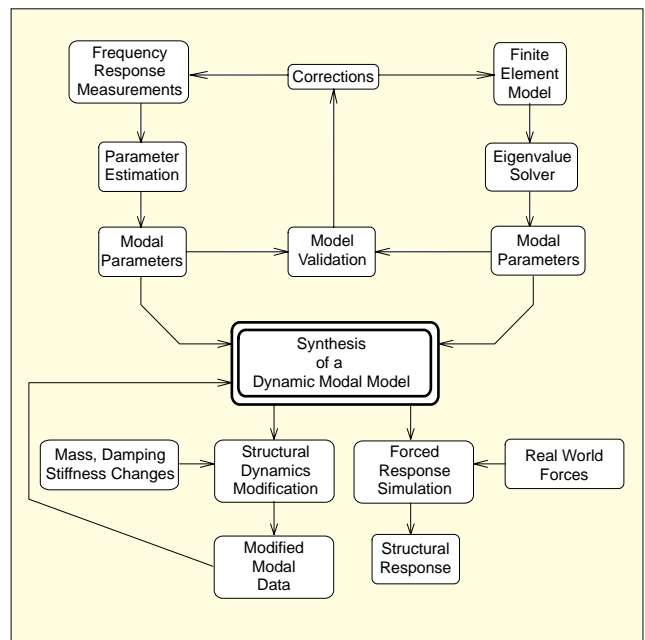 Frequency
Response
Measurements
Corrections
Finite
Element
Model
Parameter
Estimation
Eigenvalue
Solver
Modal
Parameters
Model
Validation
Modal
Parameters
Synthesis
of a
Dynamic Modal Model
Mass, Damping
Stiffness Changes
Structural
Dynamics
Modification
Forced
Response
Simulation
Real World
Forces
Modified
Modal
Data
Structural
Response